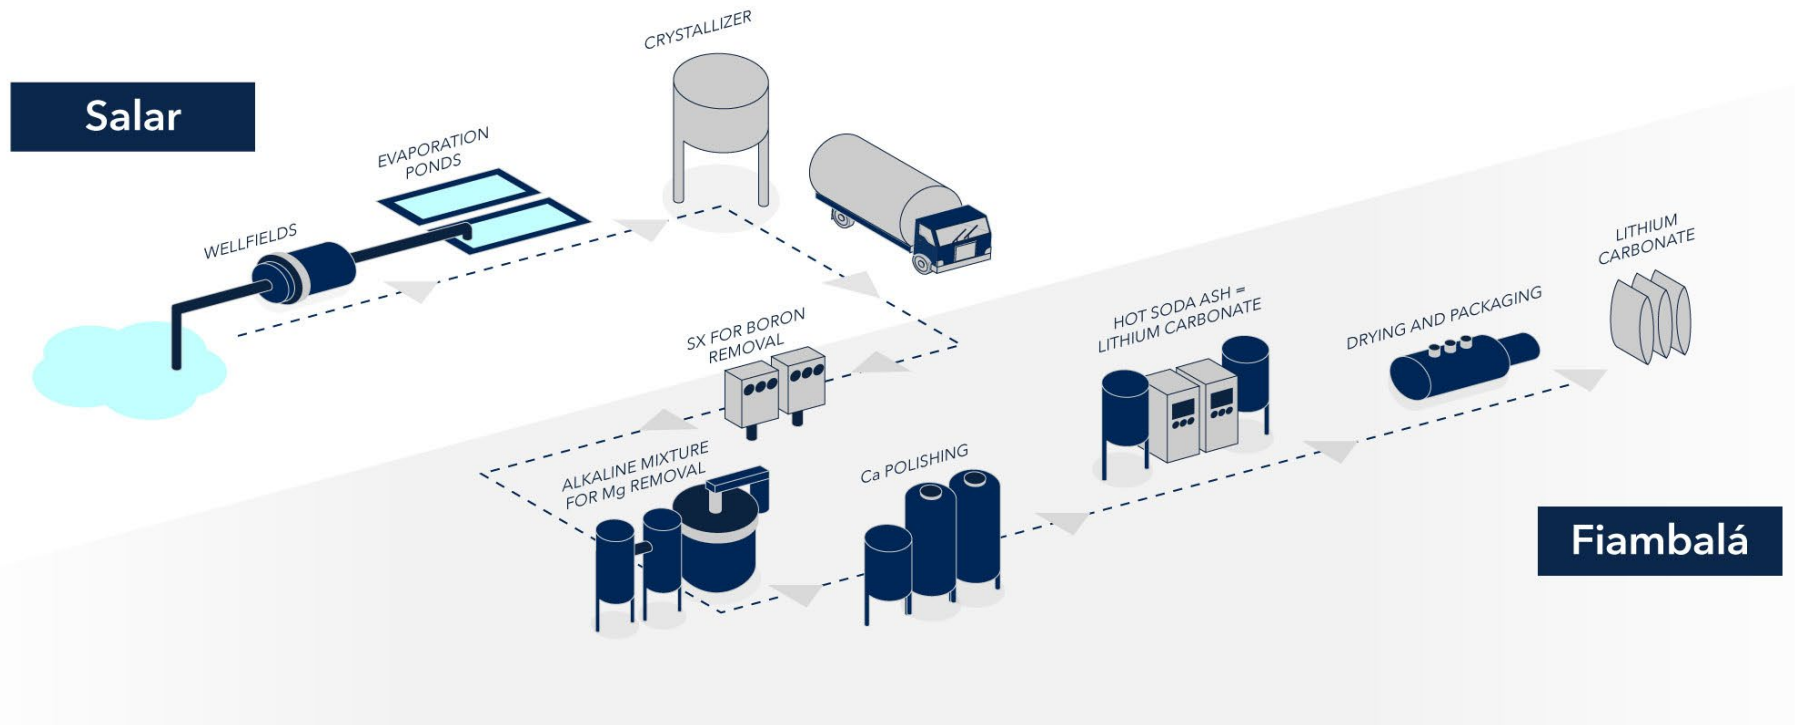 Salar
WELLFIELDS
EVAPORATION
PONDS
CRYSTALLIZER
SX FOR BORON
REMOVAL
ALKALINE MIXTURE
FOR Mg REMOVAL
Ca POLISHING
HOT SODA ASH =
LITHIUM CARBONATE
DRYING AND PACKAGING
LITHIUM
CARBONATE
Fiambalá